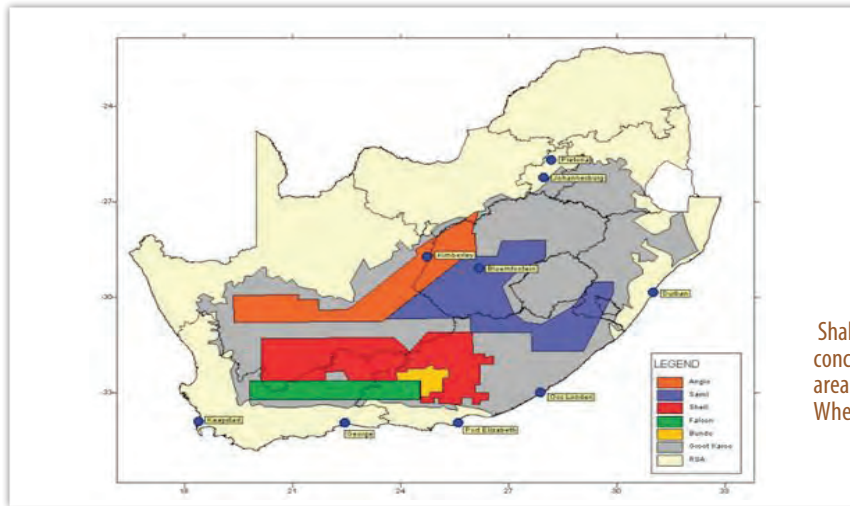 -24
Pretoria
Johannesburg
-27
Kimberley
Bloemfontein
-30
Durban
-33
Oos Londen
Kaapstad
George
Port Elizabeth
LEGEND
Anglo
Sasol
Shell
Falcon
Bundu
Groot Karoo
RSA
18
21
24
27
30
33
Shal
conc
area
Whe